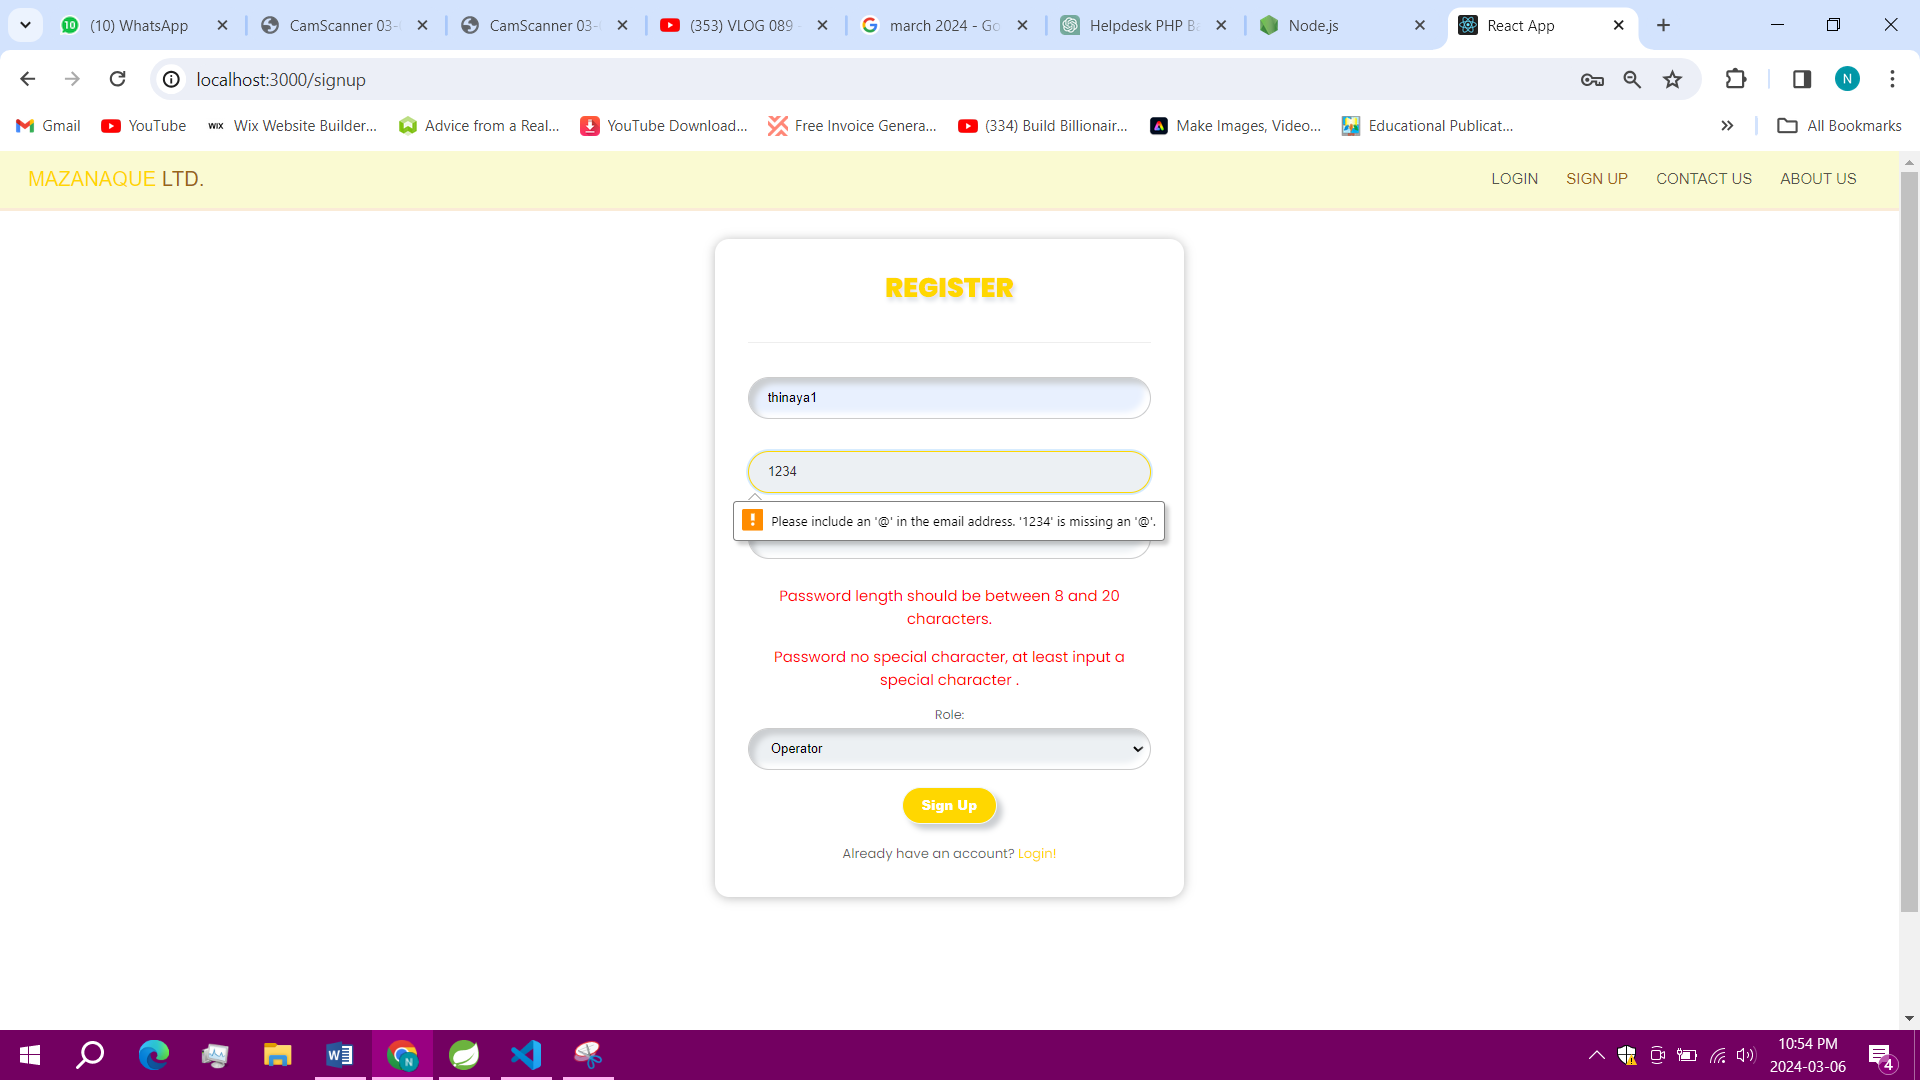 (10) WhatsApp
CamScanner 03-
CamScanner 03-
(353) VLOG 089 -
march 2024 - Go
Helpdesk PHP Ba
Node.js
React App
localhost:3000/signup
N
Gmail
YouTube
WIX Wix Website Builder...
Advice from a Real...
YouTube Download...
Free Invoice Genera...
(334) Build Billionair...
Make Images, Video...
Educational Publicat...
All Bookmarks
MAZANAQUE LTD.
LOGIN
SIGN UP
CONTACT US
ABOUT US
REGISTER
thinaya1
1234
Please include an '@' in the email address. '1234' is missing an '@'.
Password length should be between 8 and 20
characters.
Password no special character, at least input a
special character .
Role:
Operator
Sign Up
Already have an account? Login!
10:54 PM
2024-03-06
4